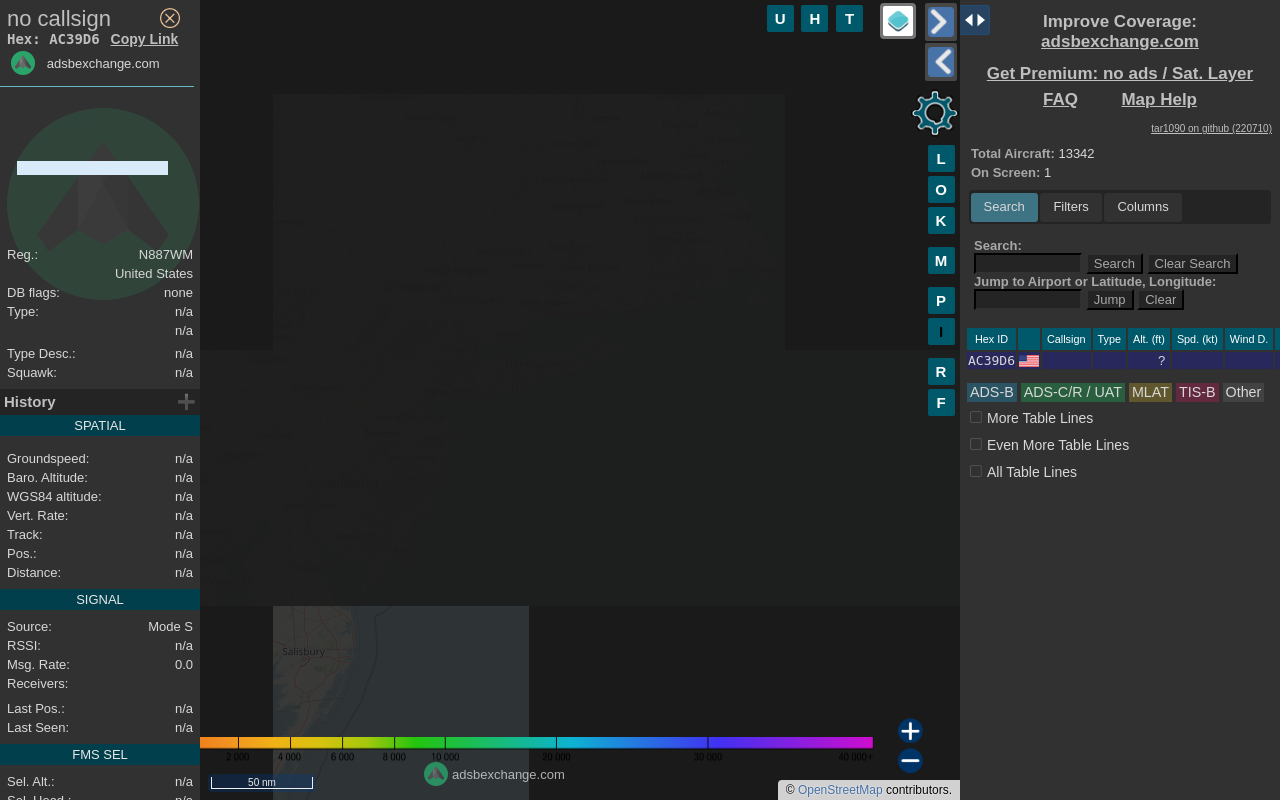 no callsign
Hex: AC39D6 Copy Link
adsbexchange.com
Reg.: N887WM
United States
DB flags: none
Type: n/a
n/a
Type Desc.: n/a
Squawk: n/a
History
SPATIAL
Groundspeed: n/a
Baro. Altitude: n/a
WGS84 altitude: n/a
Vert. Rate: n/a
Track: n/a
Pos.: n/a
Distance: n/a
SIGNAL
Source: Mode S
RSSI: n/a
Msg. Rate: 0.0
Receivers:
Last Pos.: n/a
Last Seen: n/a
FMS SEL
Sel. Alt.: n/a
Sel. Head.: n/a
U H T
L
O
K
M
P
I
R
F
Salisbury
2 000 4 000 6 000 8 000 10 000 20 000 30 000 40 000+
adsbexchange.com
50 nm
© OpenStreetMap contributors.
Improve Coverage:
adsbexchange.com
Get Premium: no ads / Sat. Layer
FAQ Map Help
tar1090 on github (220710)
Total Aircraft: 13342
On Screen: 1
Search Filters Columns
Search:
Search Clear Search
Jump to Airport or Latitude, Longitude:
Jump Clear
Hex ID Callsign Type Alt. (ft) Spd. (kt) Wind D.
AC39D6 ?
ADS-B ADS-C/R / UAT MLAT TIS-B Other
More Table Lines
Even More Table Lines
All Table Lines